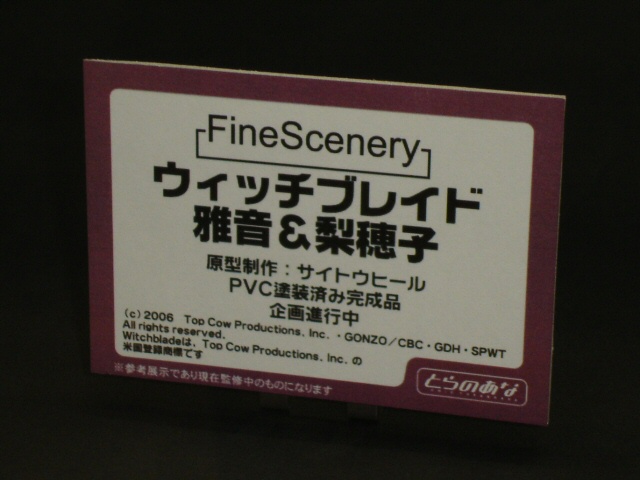 FineScenery
ウィッチブレイド
雅音&梨穂子
原型制作：サイトウヒール
PVC塗装済み完成品
企画進行中
(c) 2006 Top Cow Productions, Inc. ・GONZO／CBC・GDH・SPWT
All rights reserved.
Witchbladeは、Top Cow Productions, Inc. の
米国登録商標です
※参考展示であり現在監修中のものになります
とらのあな